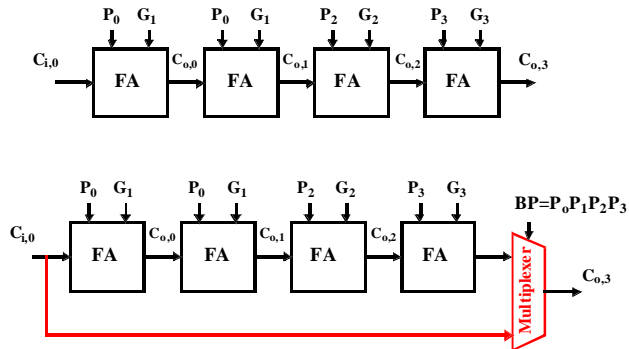 P0 G1 P0 G1 P2 G2 P3 G3
Ci,0 FA Co,0 FA Co,1 FA Co,2 FA Co,3
P0 G1 P0 G1 P2 G2 P3 G3 BP=PoP1P2P3
Ci,0 FA Co,0 FA Co,1 FA Co,2 FA Multiplexer Co,3